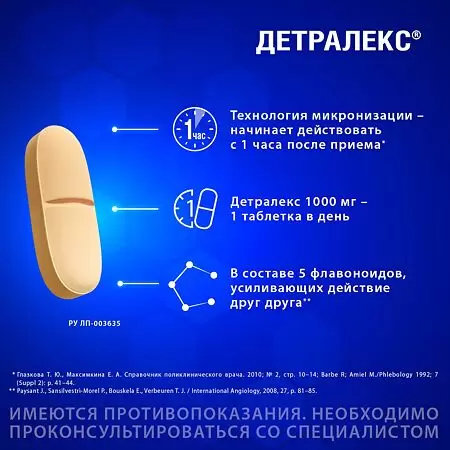 ДЕТРАЛЕКС®
1
час
Технология микронизации –
начинает действовать
с 1 часа после приема*
1
Детралекс 1000 мг –
1 таблетка в день
В составе 5 флавоноидов,
усиливающих действие
друг друга**
РУ ЛП-003635
* Глазкова Т. Ю., Максимкина Е. А. Справочник поликлинического врача. 2010; № 2, стр. 10–14; Barbe R; Amiel M./Phlebology 1992; 7
(Suppl 2): p. 41–44.
** Paysant J., Sansilvestri-Morel P., Bouskela E., Verbeuren T. J. / International Angiology, 2008, 27, p. 81–85.
ИМЕЮТСЯ ПРОТИВОПОКАЗАНИЯ. НЕОБХОДИМО
ПРОКОНСУЛЬТИРОВАТЬСЯ СО СПЕЦИАЛИСТОМ